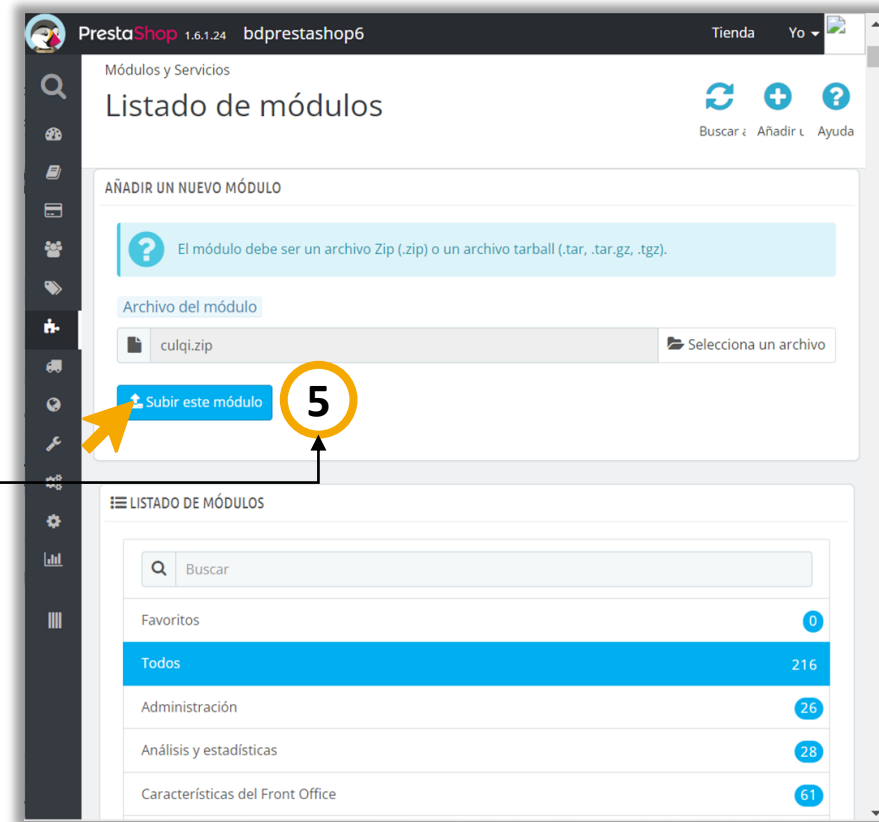 PrestaShop 1.6.1.24 bdprestashop6 Tienda Yo
Módulos y Servicios
Listado de módulos
Buscar a Añadir u Ayuda
AÑADIR UN NUEVO MÓDULO
El módulo debe ser un archivo Zip (.zip) o un archivo tarball (.tar, .tar.gz, .tgz).
Archivo del módulo
culqi.zip Selecciona un archivo
Subir este módulo 5
LISTADO DE MÓDULOS
Buscar
Favoritos 0
Todos 216
Administración 26
Análisis y estadísticas 28
Características del Front Office 61